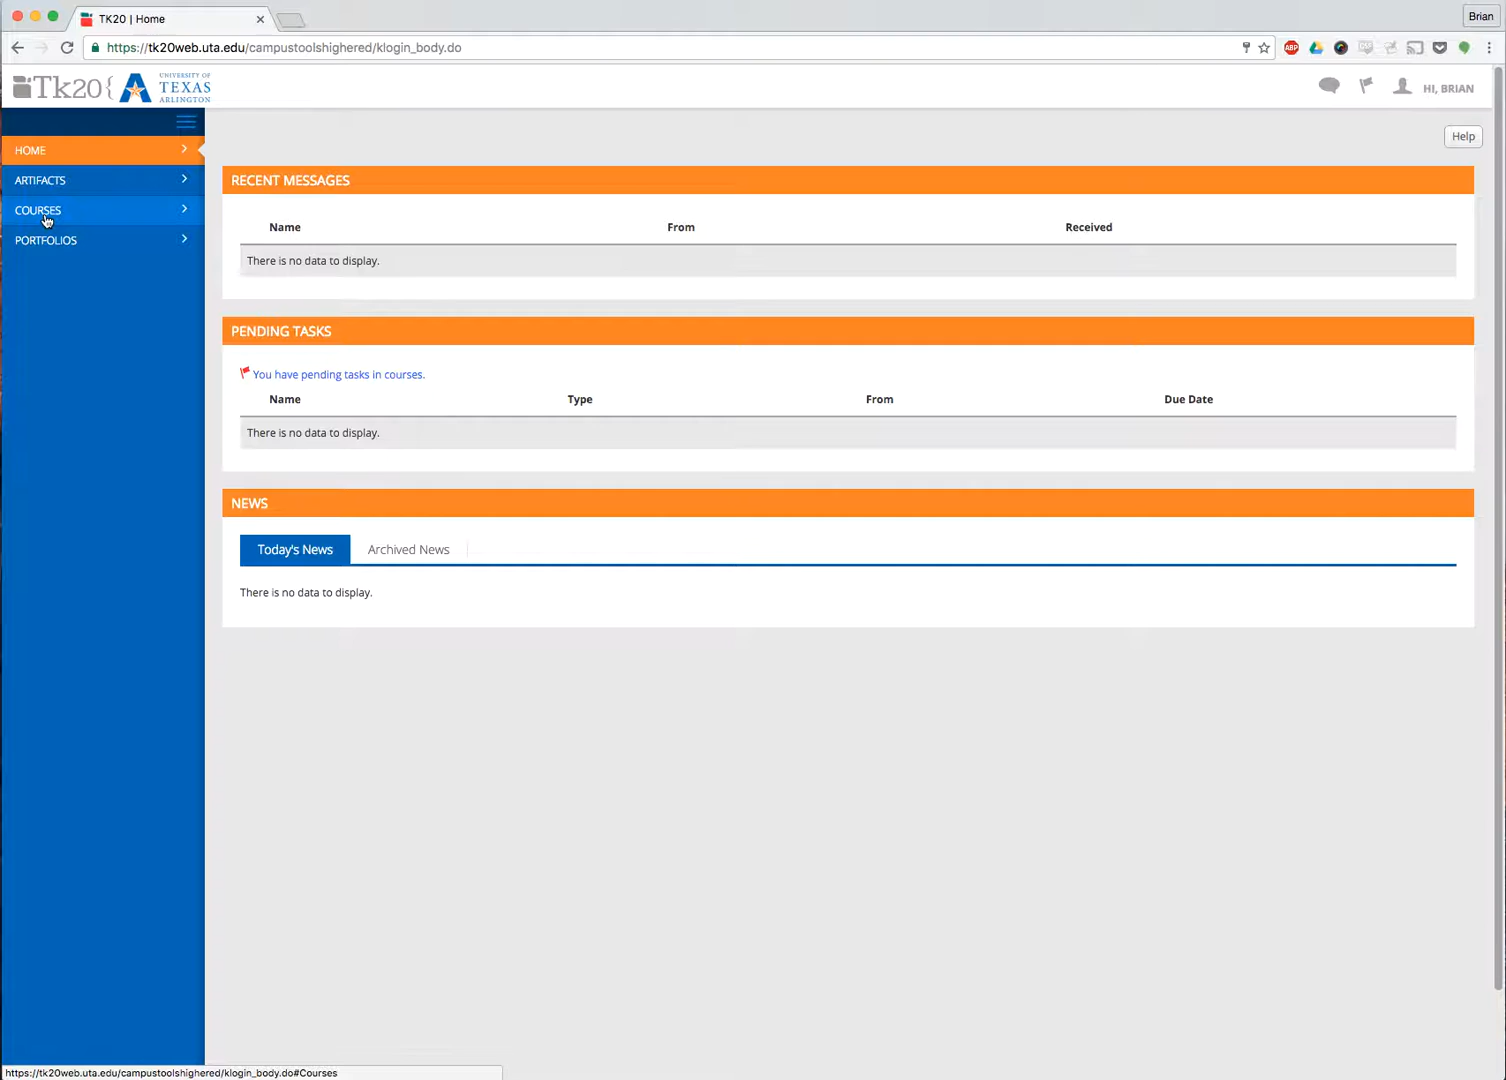 TK20 | Home
Brian
https://tk20web.uta.edu/campustoolshighered/klogin_body.do
ABP
Tk20{ UNIVERSITY OF TEXAS ARLINGTON
HI, BRIAN
HOME
Help
ARTIFACTS
COURSES
PORTFOLIOS
RECENT MESSAGES
Name From Received
There is no data to display.
PENDING TASKS
You have pending tasks in courses.
Name Type From Due Date
There is no data to display.
NEWS
Today's News Archived News
There is no data to display.
https://tk20web.uta.edu/campustoolshighered/klogin_body.do#Courses